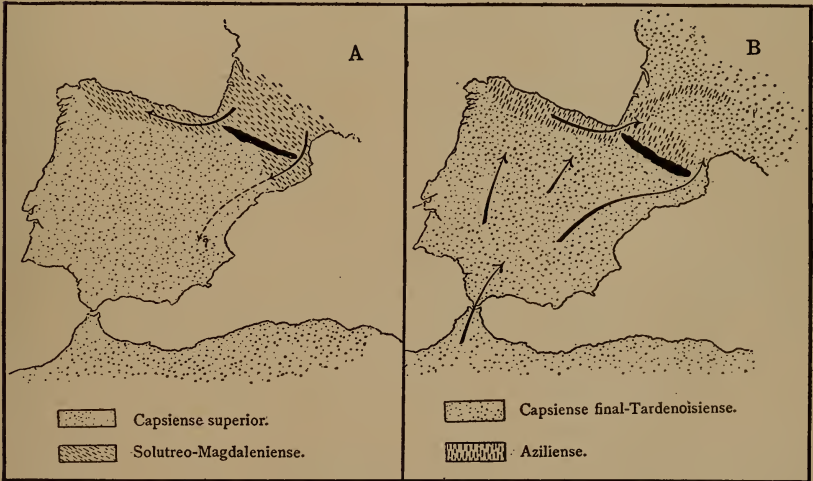 A
Capsiense superior.
Solutreo-Magdaleniense.
B
Capsiense final-Tardenoisiense.
Aziliense.